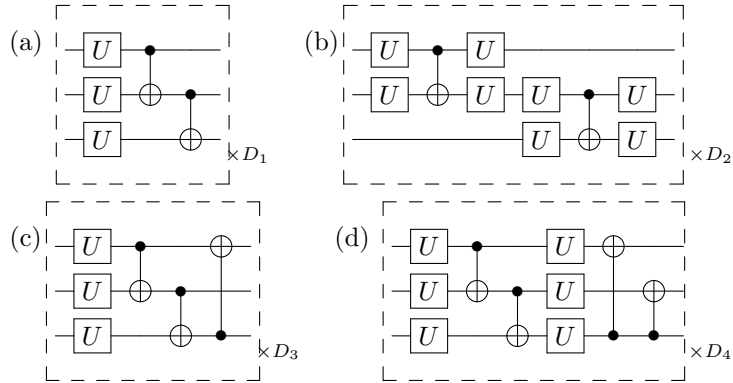 (a) U (b) U U
U U U U U
U ×D₁ U U ×D₂
(c) U (d) U U
U U U
U ×D₃ U U ×D₄